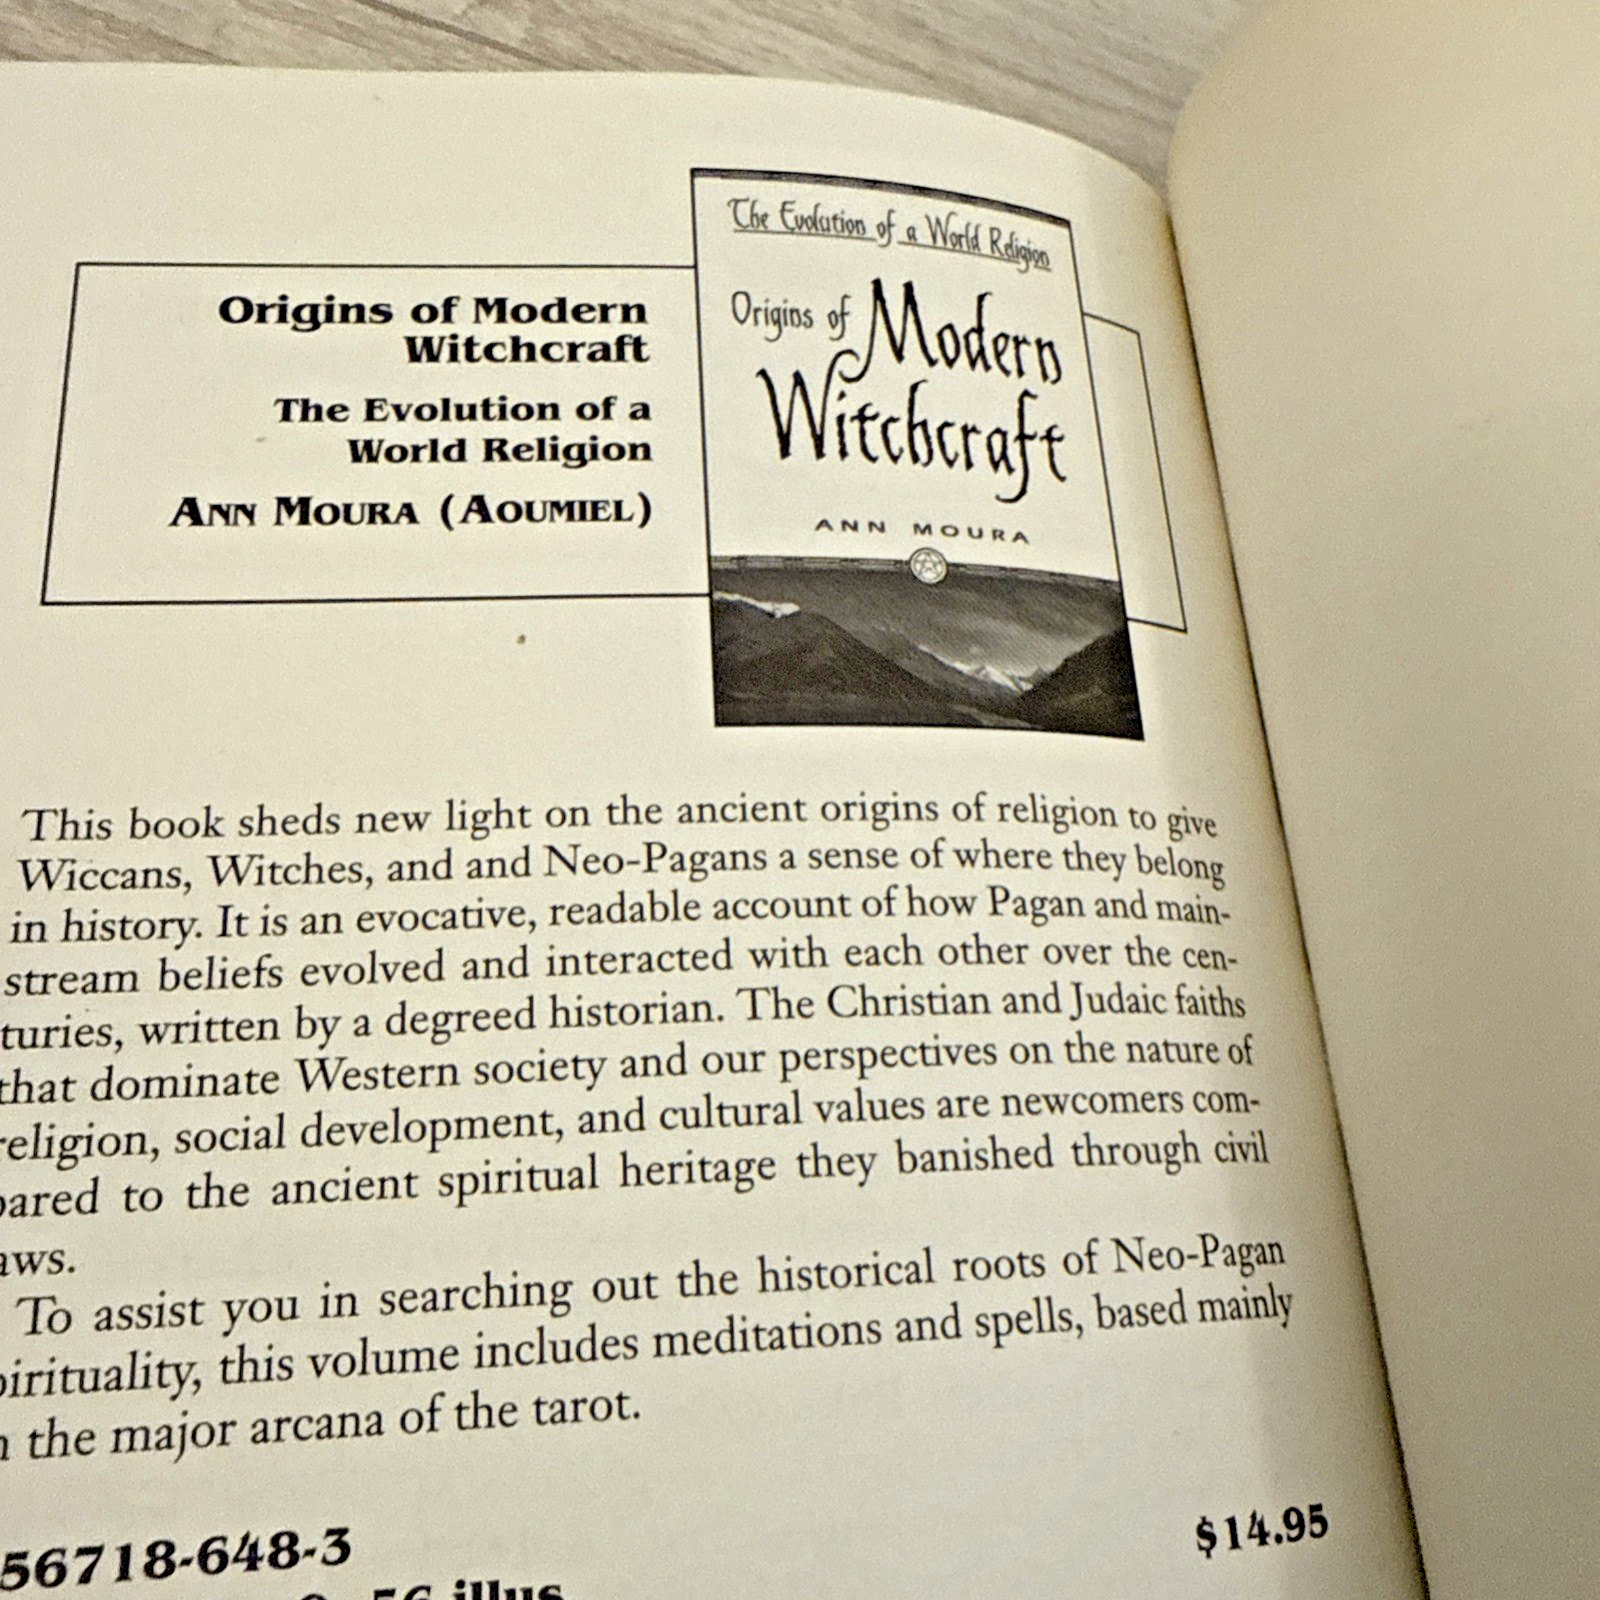 Origins of Modern
Witchcraft
The Evolution of a
World Religion
ANN MOURA (AOUMIEL)
The Evolution of a World Religion
Origins of Modern
Witchcraft
ANN MOURA
This book sheds new light on the ancient origins of religion to give
Wiccans, Witches, and and Neo-Pagans a sense of where they belong
in history. It is an evocative, readable account of how Pagan and main-
stream beliefs evolved and interacted with each other over the cen-
turies, written by a degreed historian. The Christian and Judaic faiths
that dominate Western society and our perspectives on the nature of
religion, social development, and cultural values are newcomers com-
pared to the ancient spiritual heritage they banished through civil
aws.
To assist you in searching out the historical roots of Neo-Pagan
pirituality, this volume includes meditations and spells, based mainly
the major arcana of the tarot.
56718-648-3
$14.95
56 illus